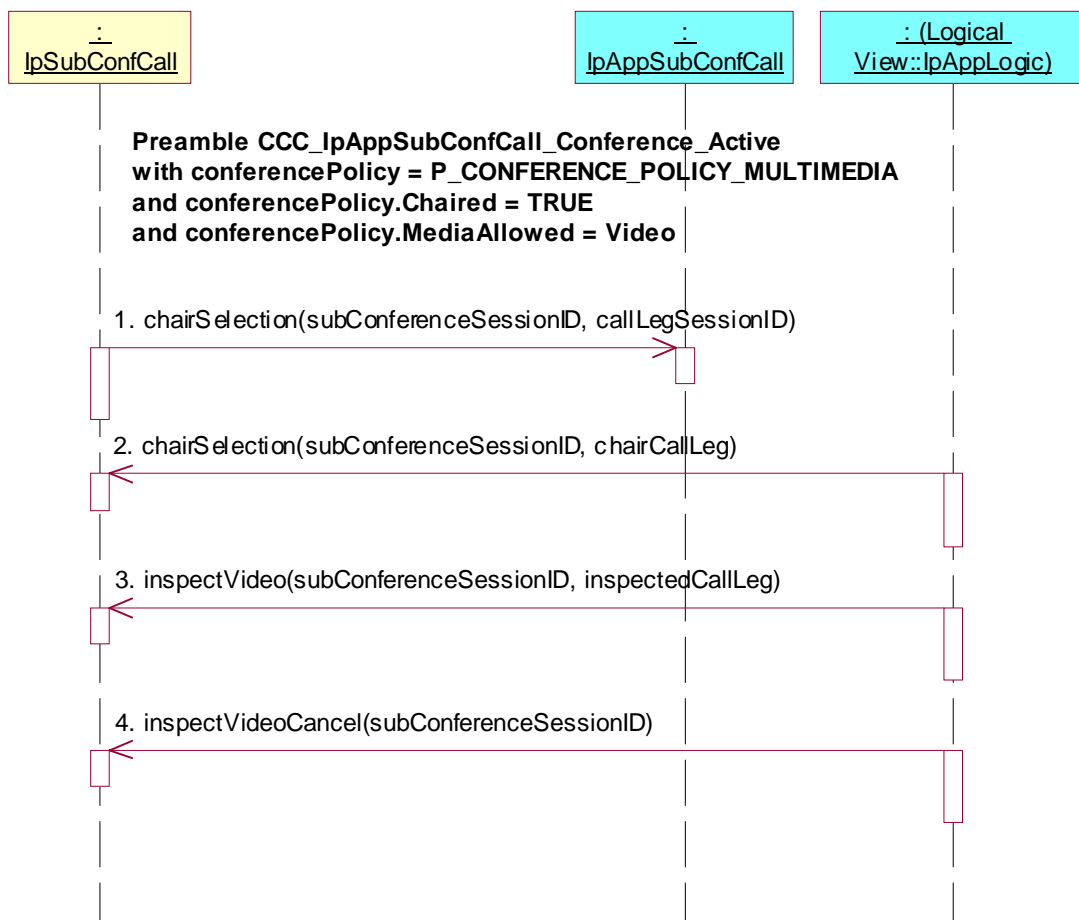 :
IpSubConfCall
:
IpAppSubConfCall
: (Logical
View::IpAppLogic)
Preamble CCC_IpAppSubConfCall_Conference_Active
with conferencePolicy = P_CONFERENCE_POLICY_MULTIMEDIA
and conferencePolicy.Chaired = TRUE
and conferencePolicy.MediaAllowed = Video
1. chairSelection(subConferenceSessionID, callLegSessionID)
2. chairSelection(subConferenceSessionID, chairCallLeg)
3. inspectVideo(subConferenceSessionID, inspectedCallLeg)
4. inspectVideoCancel(subConferenceSessionID)